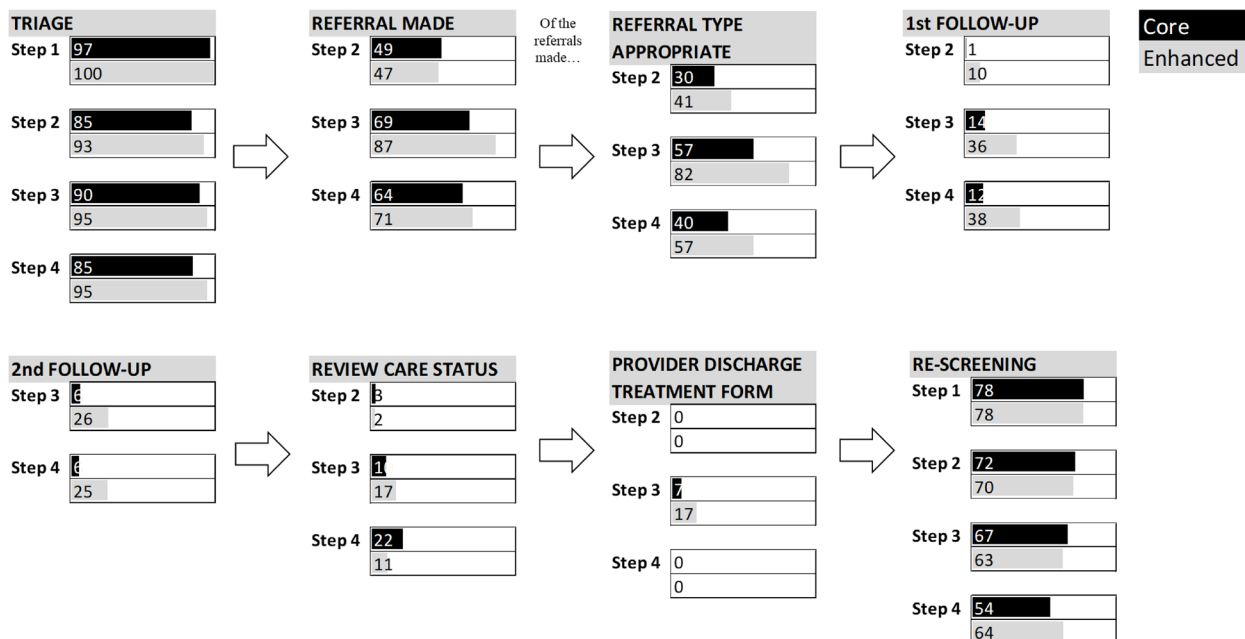 TRIAGE
Step 1 97
100
Step 2 85
93
Step 3 90
95
Step 4 85
95
REFERRAL MADE
Step 2 49
47
Step 3 69
87
Step 4 64
71
Of the
referrals
made…
REFERRAL TYPE
APPROPRIATE
Step 2 30
41
Step 3 57
82
Step 4 40
57
1st FOLLOW-UP
Step 2 1
10
Step 3 14
36
Step 4 12
38
Core
Enhanced
2nd FOLLOW-UP
Step 3 6
26
Step 4 6
25
REVIEW CARE STATUS
Step 2 3
2
Step 3 10
17
Step 4 22
11
PROVIDER DISCHARGE
TREATMENT FORM
Step 2 0
0
Step 3 7
17
Step 4 0
0
RE-SCREENING
Step 1 78
78
Step 2 72
70
Step 3 67
63
Step 4 54
64